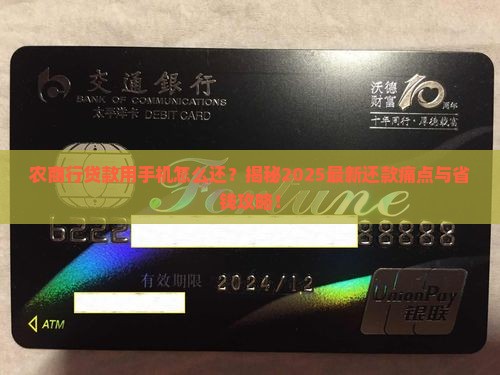 交通銀行
BANK OF COMMUNICATIONS
太平洋卡 DEBIT CARD
沃德
财富 10 周年
十年同行·厚德载富
农商行贷款用手机怎么还？揭秘2025最新还款痛点与省
钱攻略！
Fortune
6222 88888
有效期限 2024/12
ATM
UnionPay
银联